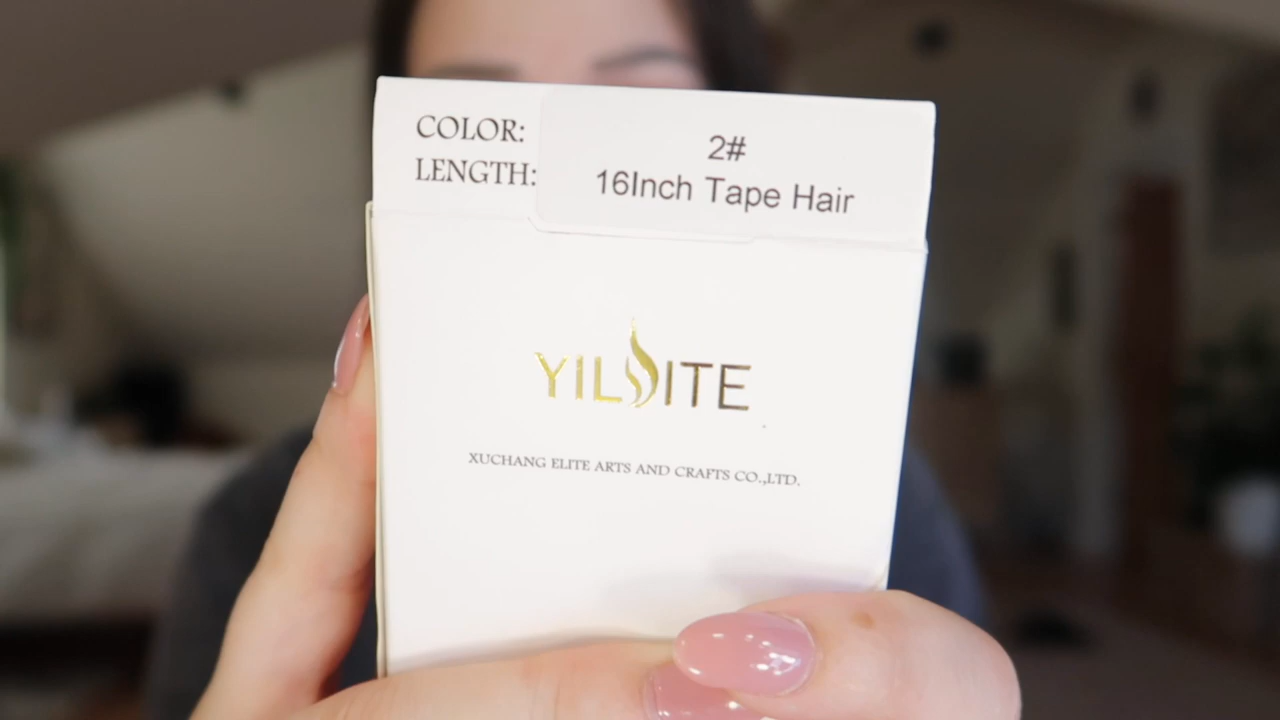 COLOR: 2#
LENGTH: 16Inch Tape Hair
YILITE
XUCHANG ELITE ARTS AND CRAFTS CO.,LTD.